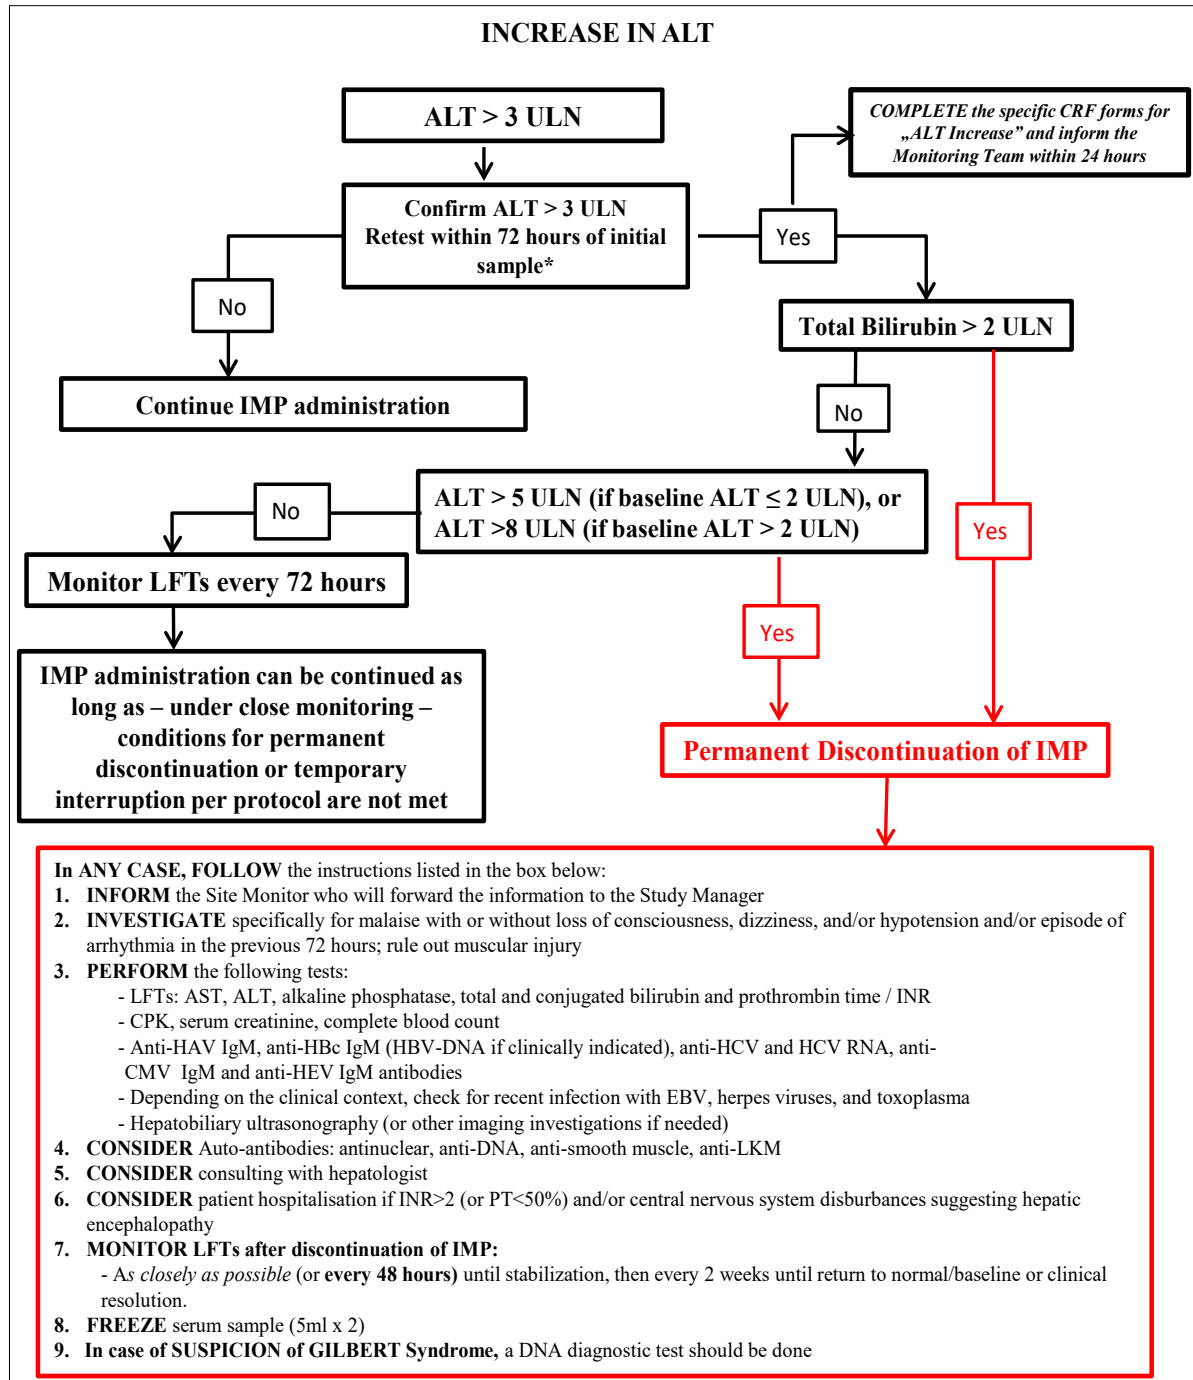 INCREASE IN ALT
ALT > 3 ULN
COMPLETE the specific CRF forms for
„ALT Increase” and inform the
Monitoring Team within 24 hours
Confirm ALT > 3 ULN
Retest within 72 hours of initial
sample*
Yes
No
Total Bilirubin > 2 ULN
Continue IMP administration
No
ALT > 5 ULN (if baseline ALT ≤ 2 ULN), or
ALT >8 ULN (if baseline ALT > 2 ULN)
No
Yes
Monitor LFTs every 72 hours
Yes
IMP administration can be continued as
long as – under close monitoring –
conditions for permanent
discontinuation or temporary
interruption per protocol are not met
Permanent Discontinuation of IMP
In ANY CASE, FOLLOW the instructions listed in the box below:
1. INFORM the Site Monitor who will forward the information to the Study Manager
2. INVESTIGATE specifically for malaise with or without loss of consciousness, dizziness, and/or hypotension and/or episode of
arrhythmia in the previous 72 hours; rule out muscular injury
3. PERFORM the following tests:
- LFTs: AST, ALT, alkaline phosphatase, total and conjugated bilirubin and prothrombin time / INR
- CPK, serum creatinine, complete blood count
- Anti-HAV IgM, anti-HBc IgM (HBV-DNA if clinically indicated), anti-HCV and HCV RNA, anti-
CMV IgM and anti-HEV IgM antibodies
- Depending on the clinical context, check for recent infection with EBV, herpes viruses, and toxoplasma
- Hepatobiliary ultrasonography (or other imaging investigations if needed)
4. CONSIDER Auto-antibodies: antinuclear, anti-DNA, anti-smooth muscle, anti-LKM
5. CONSIDER consulting with hepatologist
6. CONSIDER patient hospitalisation if INR>2 (or PT<50%) and/or central nervous system disburbances suggesting hepatic
encephalopathy
7. MONITOR LFTs after discontinuation of IMP:
- As closely as possible (or every 48 hours) until stabilization, then every 2 weeks until return to normal/baseline or clinical
resolution.
8. FREEZE serum sample (5ml x 2)
9. In case of SUSPICION of GILBERT Syndrome, a DNA diagnostic test should be done